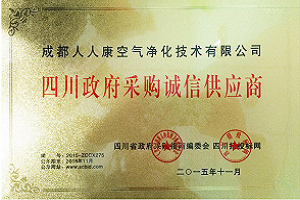 成都人人康空气净化技术有限公司
四川政府采购诚信供应商
四川省政府采购指南编委会 四川招投标网
二〇一五年十一月